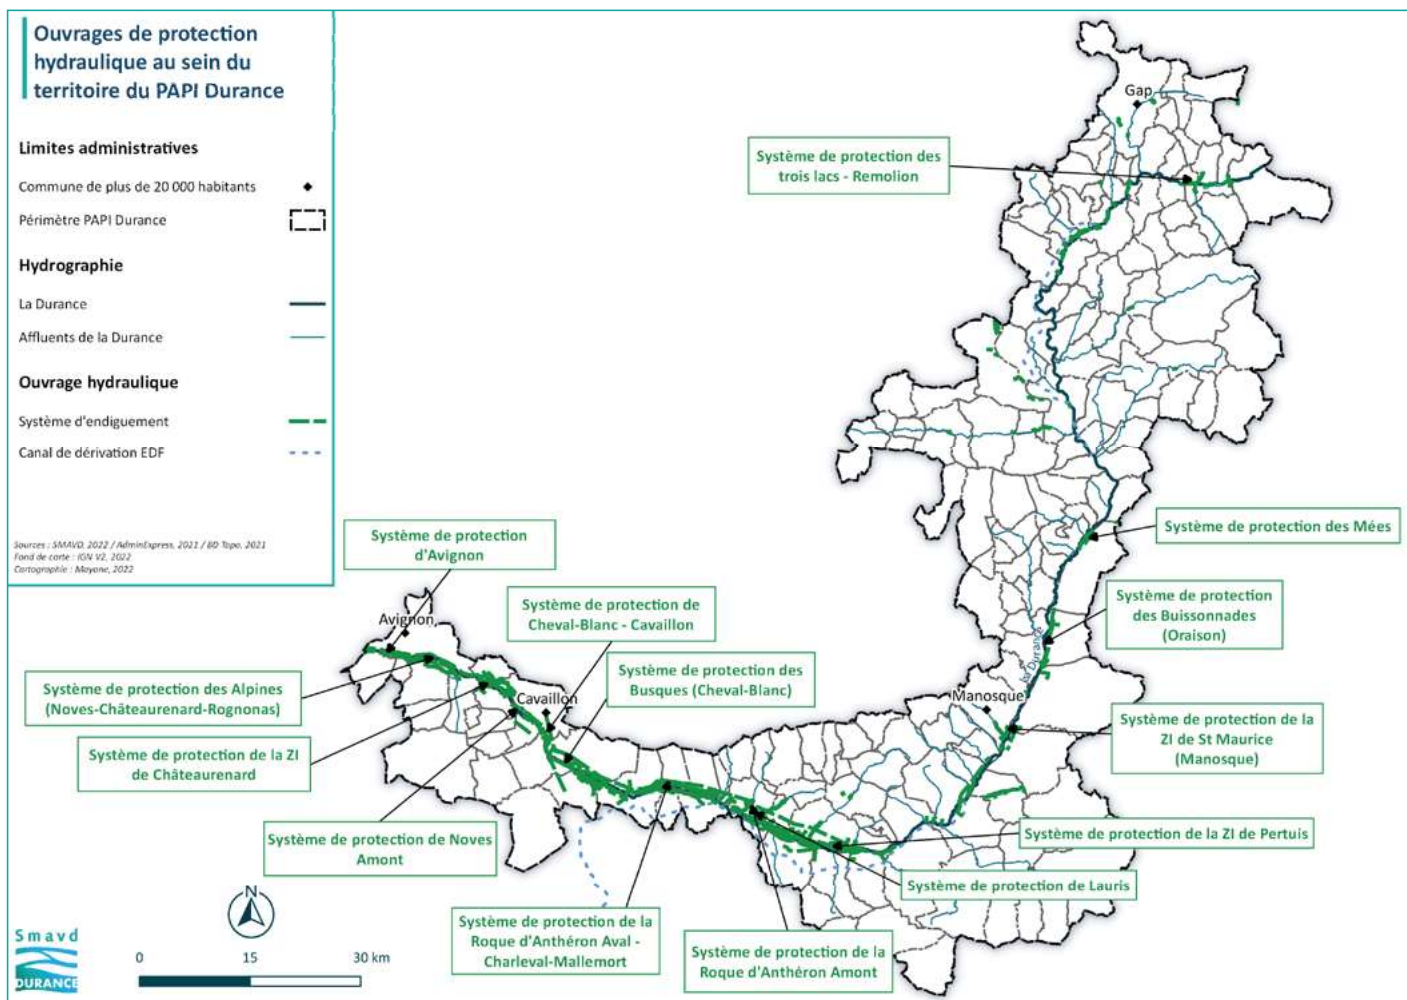 Ouvrages de protection
hydraulique au sein du
territoire du PAPI Durance
Limites administratives
Commune de plus de 20 000 habitants
Périmètre PAPI Durance
Hydrographie
La Durance
Affluents de la Durance
Ouvrage hydraulique
Système d'endiguement
Canal de dérivation EDF
Sources : SMAVD, 2022 / AdminExpress, 2021 / BD Topo, 2021
Fond de carte : IGN V2, 2022
Cartographie : Mayane, 2022
Gap
Système de protection des
trois lacs - Remolion
Système de protection des Mées
Système de protection
d'Avignon
Avignon
Système de protection de
Cheval-Blanc - Cavaillon
Système de protection
des Buissonnades
(Oraison)
la Durance
Système de protection des Alpines
(Noves-Châteaurenard-Rognonas)
Cavaillon
Système de protection des
Busques (Cheval-Blanc)
Manosque
Système de protection de la
ZI de St Maurice
(Manosque)
Système de protection de la ZI
de Châteaurenard
Système de protection de Noves
Amont
Système de protection de la ZI de Pertuis
Système de protection de Lauris
Système de protection de la
Roque d'Anthéron Aval -
Charleval-Mallemort
Système de protection de la
Roque d'Anthéron Amont
N
0 15 30 km
Smavd
DURANCE